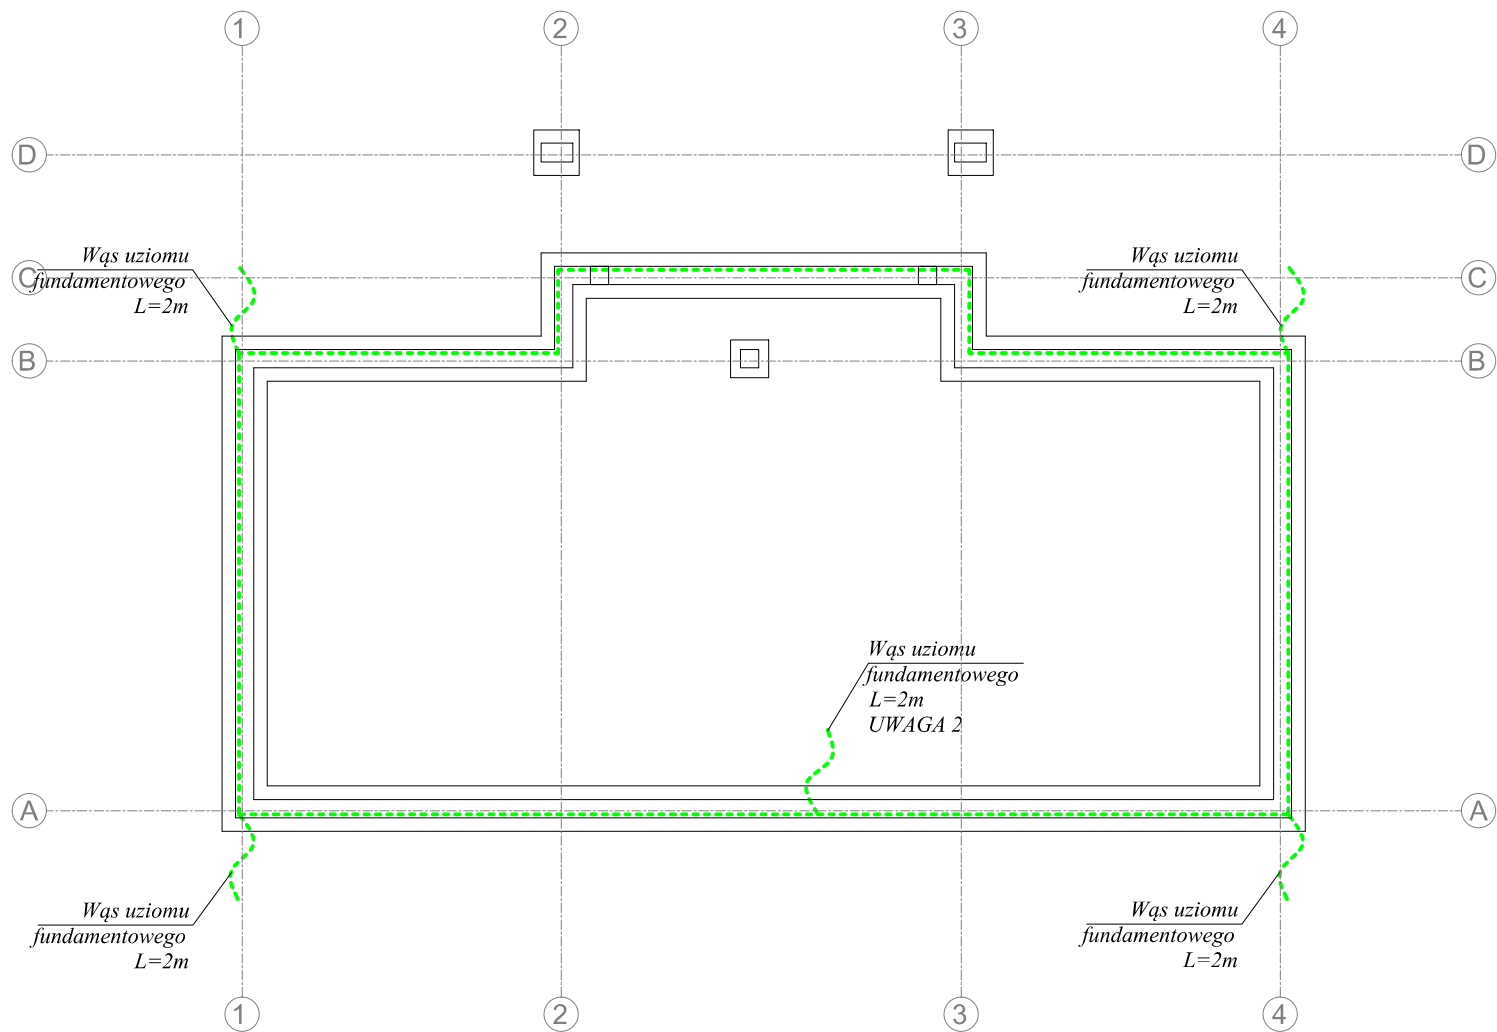 1
2
3
4
D
D
Wąs uziomu
fundamentowego
L=2m
Wąs uziomu
fundamentowego
L=2m
C
C
B
B
Wąs uziomu
fundamentowego
L=2m
UWAGA 2
A
A
Wąs uziomu
fundamentowego
L=2m
Wąs uziomu
fundamentowego
L=2m
1
2
3
4